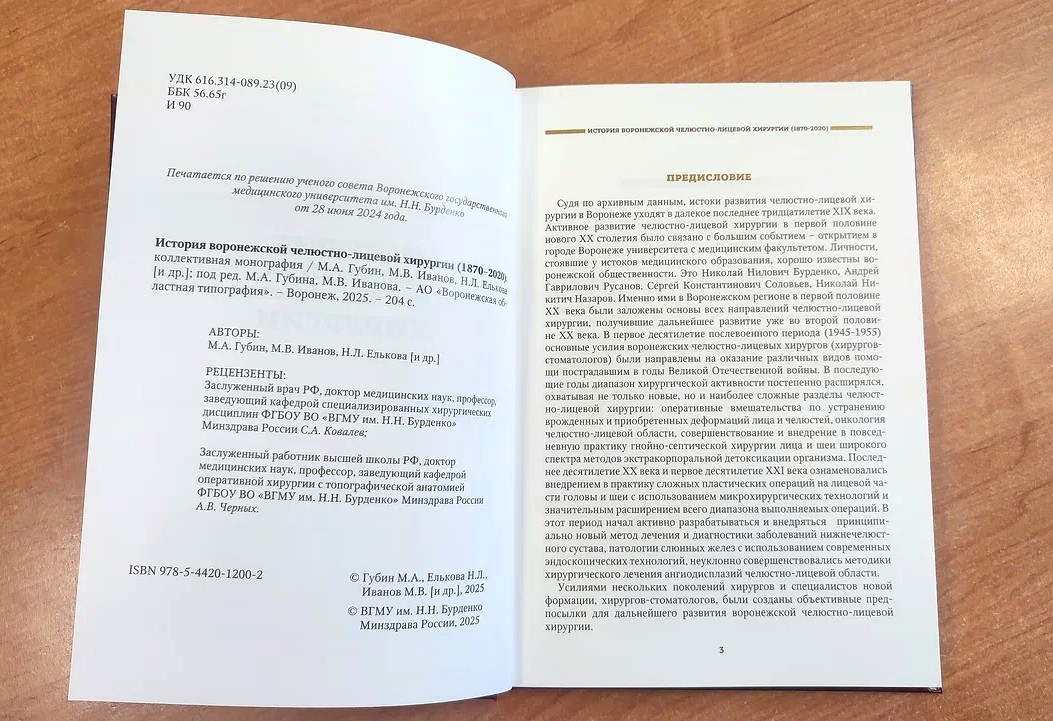 УДК 616.314-089.23(09)
ББК 56.65г
И 90
Печатается по решению ученого совета Воронежского государственного
медицинского университета им. Н.Н. Бурденко
от 28 июня 2024 года.
История воронежской челюстно-лицевой хирургии (1870-2020):
коллективная монография / М.А. Губин, М.В. Иванов, Н.Л. Елькова
[и др.]; под ред. М.А. Губина, М.В. Иванова. – АО «Воронежская об-
ластная типография». – Воронеж, 2025. – 204 с.
АВТОРЫ:
М.А. Губин, М.В. Иванов, Н.Л. Елькова [и др.]
РЕЦЕНЗЕНТЫ:
Заслуженный врач РФ, доктор медицинских наук, профессор,
заведующий кафедрой специализированных хирургических
дисциплин ФГБОУ ВО «ВГМУ им. Н.Н. Бурденко»
Минздрава России С.А. Ковалев;
Заслуженный работник высшей школы РФ, доктор
медицинских наук, профессор, заведующий кафедрой
оперативной хирургии с топографической анатомией
ФГБОУ ВО «ВГМУ им. Н.Н. Бурденко» Минздрава России
А.В. Черных.
ISBN 978-5-4420-1200-2
© Губин М.А., Елькова Н.Л.,
Иванов М.В. [и др.], 2025
© ВГМУ им. Н.Н. Бурденко
Минздрава России, 2025
ИСТОРИЯ ВОРОНЕЖСКОЙ ЧЕЛЮСТНО-ЛИЦЕВОЙ ХИРУРГИИ (1870-2020)
ПРЕДИСЛОВИЕ
Судя по архивным данным, истоки развития челюстно-лицевой хи-
рургии в Воронеже уходят в далекое последнее тридцатилетие XIX века.
Активное развитие челюстно-лицевой хирургии в первой половине
нового XX столетия было связано с большим событием – открытием в
городе Воронеже университета с медицинским факультетом. Личности,
стоявшие у истоков медицинского образования, хорошо известны во-
ронежской общественности. Это Николай Нилович Бурденко, Андрей
Гаврилович Русанов, Сергей Константинович Соловьев, Николай Ни-
китич Назаров. Именно ими в Воронежском регионе в первой половине
XX века были заложены основы всех направлений челюстно-лицевой
хирургии, получившие дальнейшее развитие уже во второй полови-
не XX века. В первое десятилетие послевоенного периода (1945-1955)
основные усилия воронежских челюстно-лицевых хирургов (хирургов-
стоматологов) были направлены на оказание различных видов помо-
щи пострадавшим в годы Великой Отечественной войны. В последую-
щие годы диапазон хирургической активности постепенно расширялся,
охватывая не только новые, но и наиболее сложные разделы челюст-
но-лицевой хирургии: оперативные вмешательства по устранению
врожденных и приобретенных деформаций лица и челюстей, онкология
челюстно-лицевой области, совершенствование и внедрение в повсед-
невную практику гнойно-септической хирургии лица и шеи широкого
спектра методов экстракорпоральной детоксикации организма. Послед-
нее десятилетие XX века и первое десятилетие XXI века ознаменовались
внедрением в практику сложных пластических операций на лицевой ча-
сти головы и шеи с использованием микрохирургических технологий и
значительным расширением всего диапазона выполняемых операций. В
этот период начал активно разрабатываться и внедряться принципи-
ально новый метод лечения и диагностики заболеваний нижнечелюст-
ного сустава, патологии слюнных желез с использованием современных
эндоскопических технологий, неуклонно совершенствовались методики
хирургического лечения ангиодисплазий челюстно-лицевой области.
Усилиями нескольких поколений хирургов и специалистов новой
формации, хирургов-стоматологов, были созданы объективные пред-
посылки для дальнейшего развития воронежской челюстно-лицевой
хирургии.
3